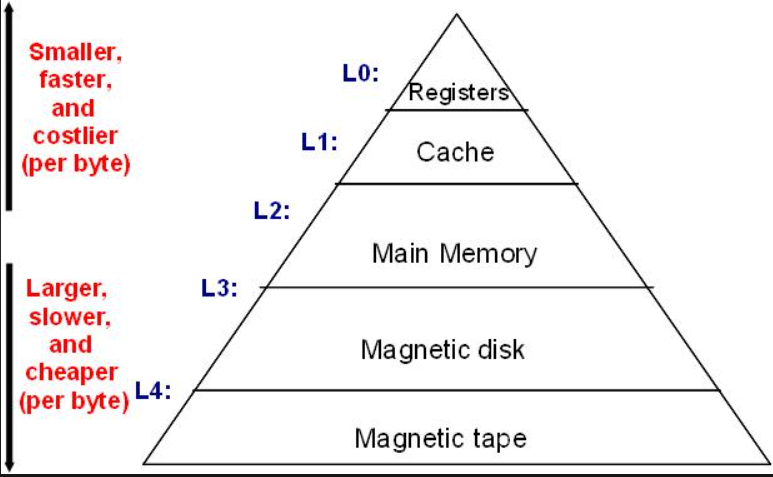 Smaller,
faster,
and
costlier
(per byte)
Larger,
slower,
and
cheaper
(per byte)
L0:
Registers
L1:
Cache
L2:
Main Memory
L3:
Magnetic disk
L4:
Magnetic tape